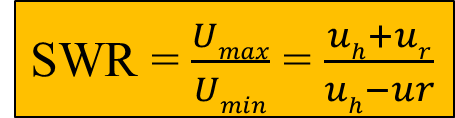 SWR = U_max / U_min = (u_h+u_r) / (u_h−ur)